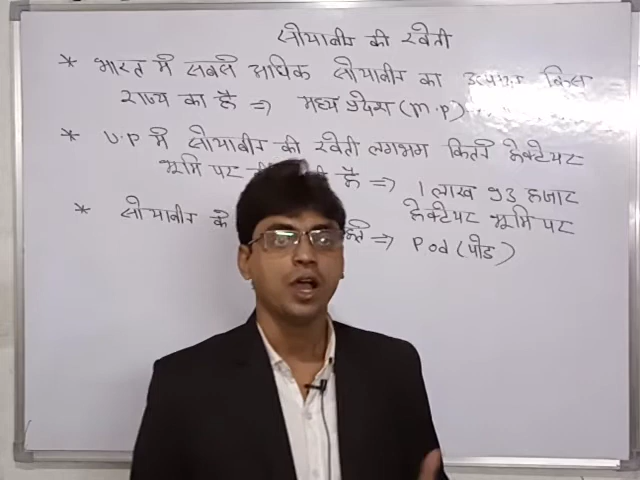 सोयाबीन की खेती
* भारत में सबसे अधिक सोयाबीन का उत्पादन किस
राज्य का है ⇒ मध्य प्रदेश (M.P)
* U.P में सोयाबीन की खेती लगभग कितने हेक्टेयर
भूमि पर है ⇒ 1 लाख 93 हजार
हेक्टेयर भूमि पर
* सोयाबीन के ⇒ Pod (पोड)